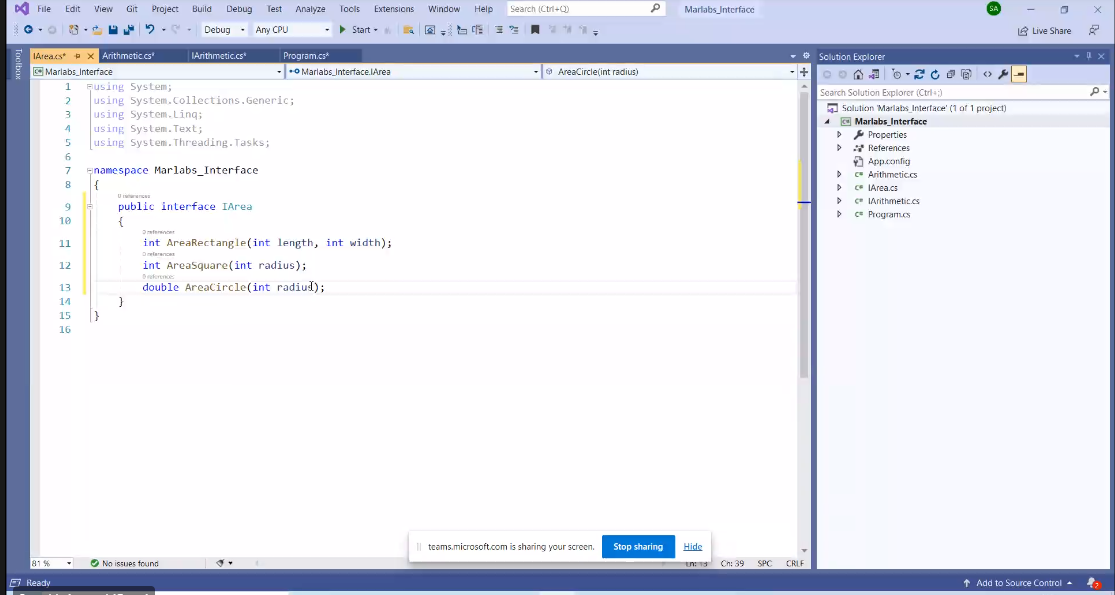 File Edit View Git Project Build Debug Test Analyze Tools Extensions Window Help Search (Ctrl+Q) Marlabs_Interface SA
Debug Any CPU Start Live Share
IArea.cs* Arithmetic.cs* IArithmetic.cs* Program.cs*
Marlabs_Interface Marlabs_Interface.IArea AreaCircle(int radius)
Toolbox
1 using System;
2 using System.Collections.Generic;
3 using System.Linq;
4 using System.Text;
5 using System.Threading.Tasks;
6
7 namespace Marlabs_Interface
8 {
0 references
9 public interface IArea
10 {
0 references
11 int AreaRectangle(int length, int width);
0 references
12 int AreaSquare(int radius);
0 references
13 double AreaCircle(int radius);
14 }
15 }
16
Solution Explorer
Search Solution Explorer (Ctrl+;)
Solution 'Marlabs_Interface' (1 of 1 project)
Marlabs_Interface
Properties
References
App.config
Arithmetic.cs
IArea.cs
IArithmetic.cs
Program.cs
teams.microsoft.com is sharing your screen. Stop sharing Hide
81 % No issues found Ln: 13 Ch: 39 SPC CRLF
Ready Add to Source Control 2